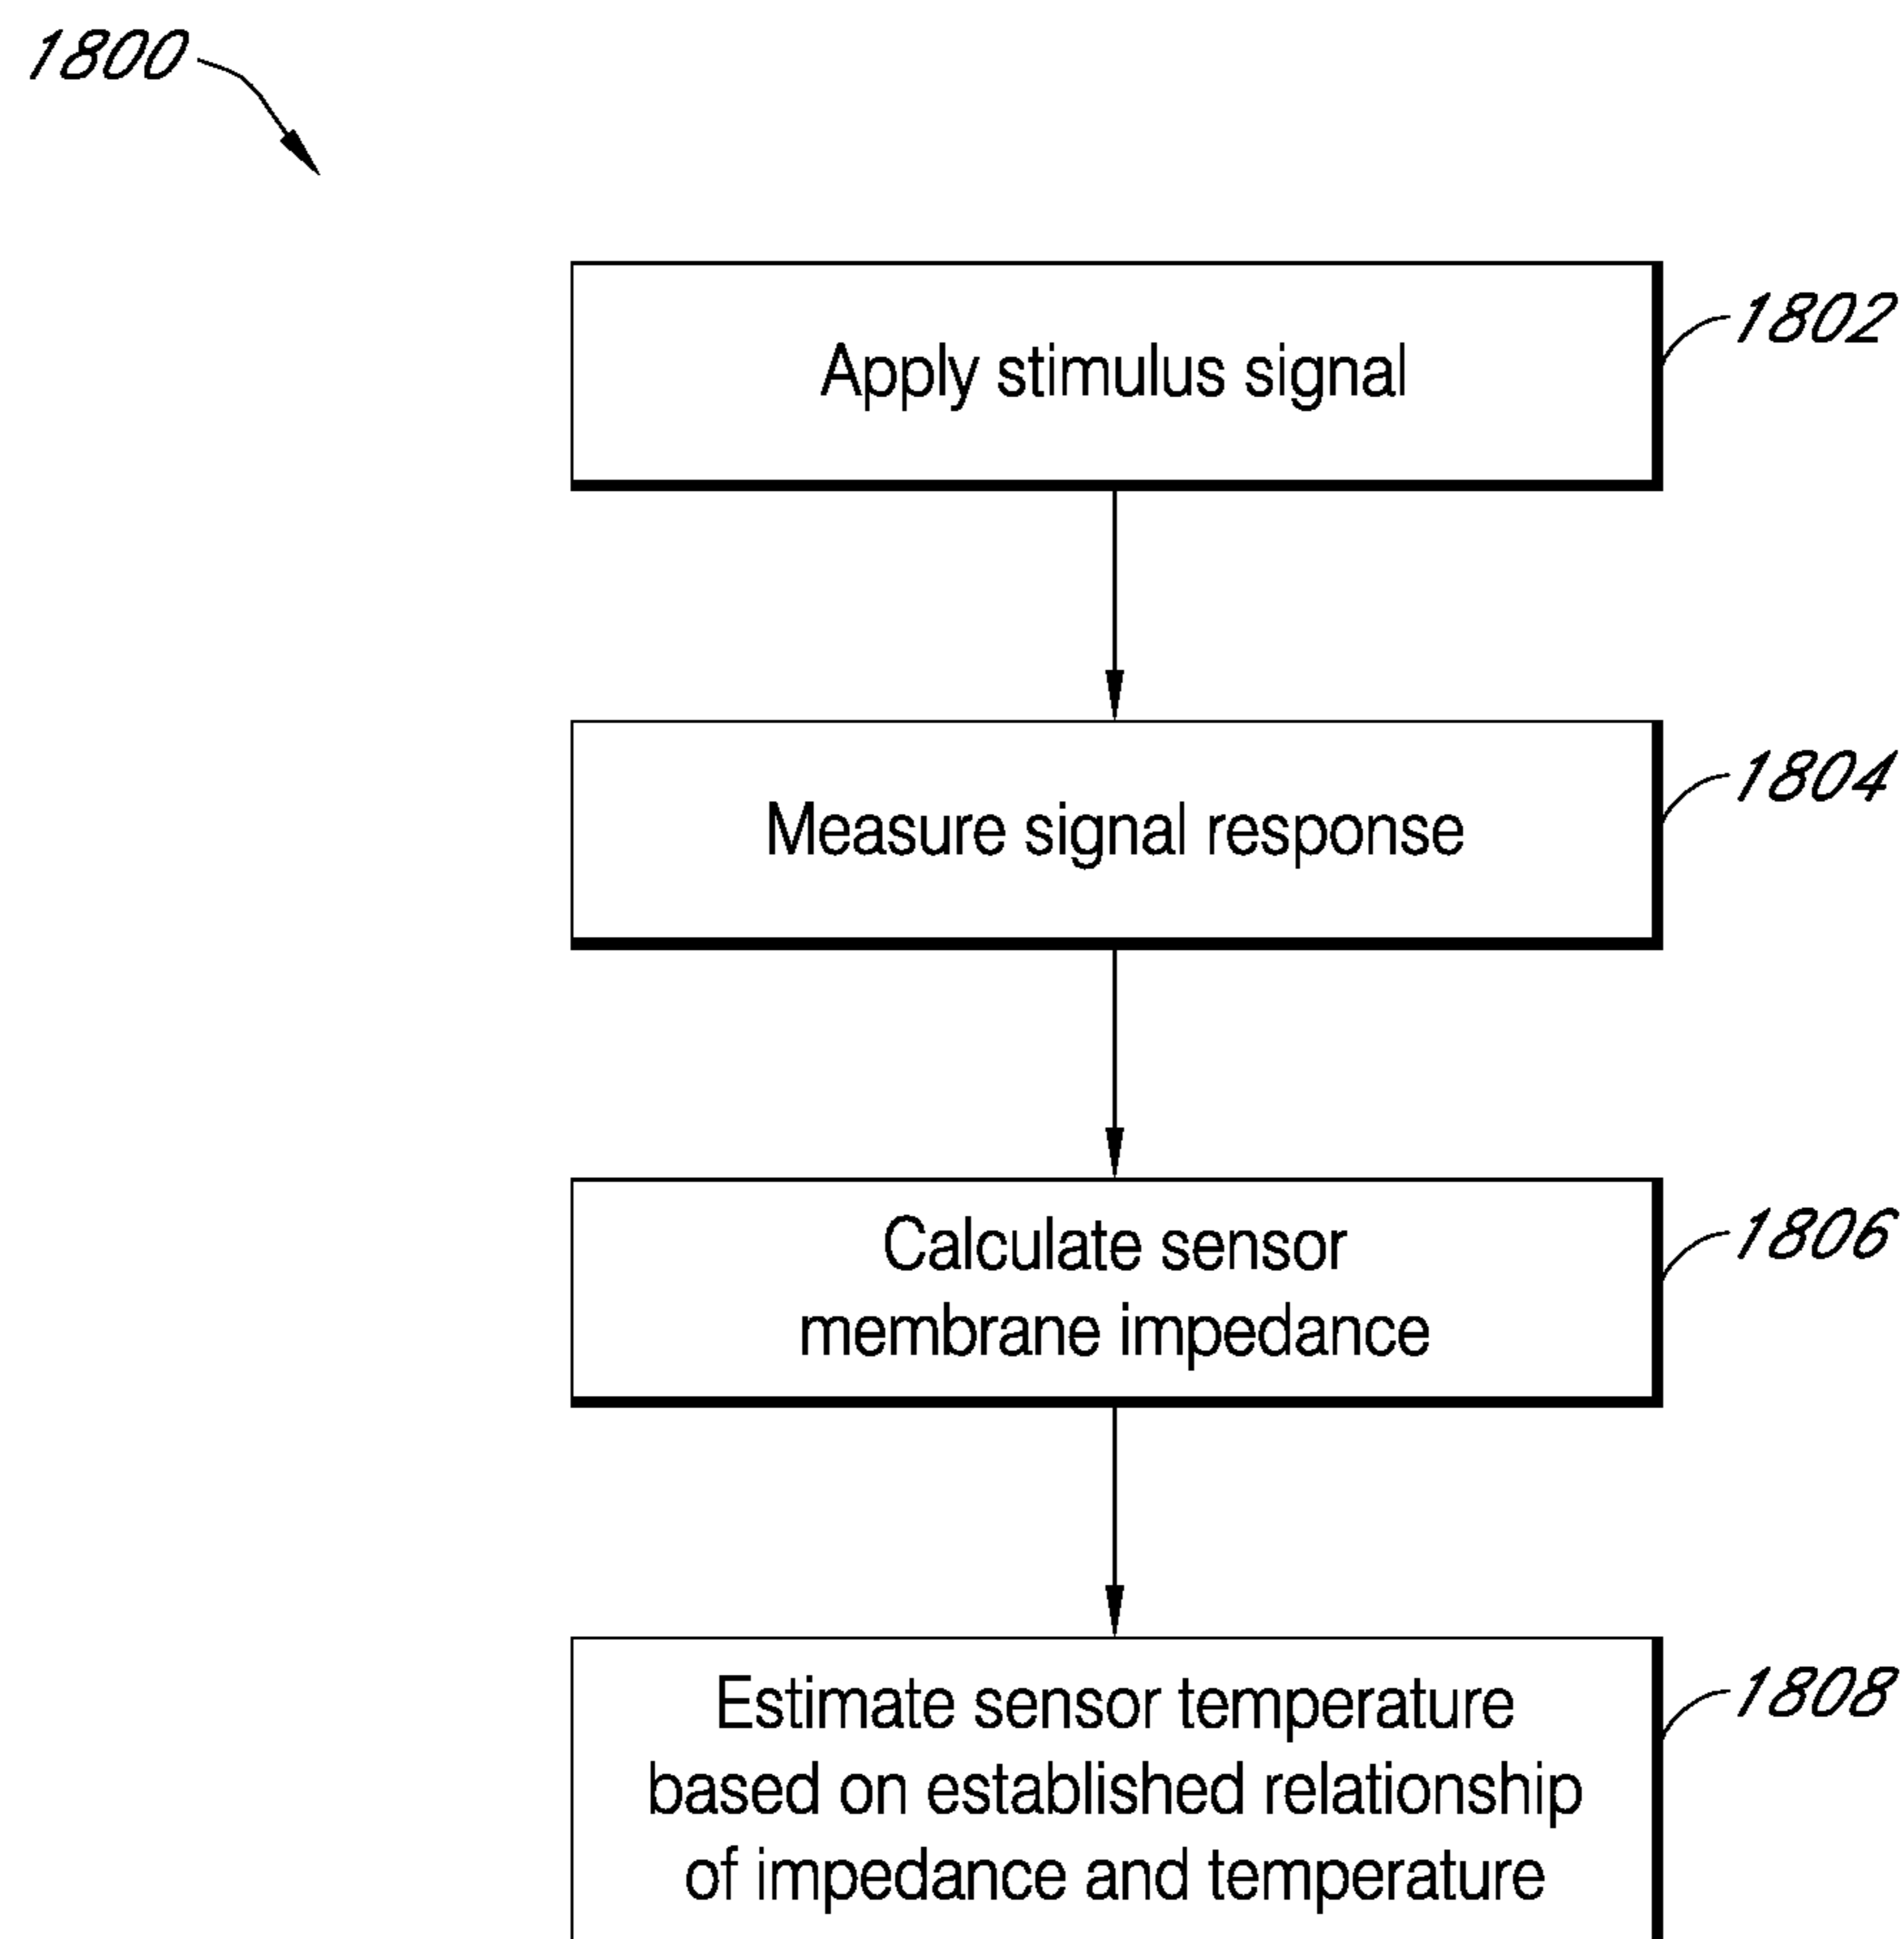 1800
Apply stimulus signal
1802
Measure signal response
1804
Calculate sensor
membrane impedance
1806
Estimate sensor temperature
based on established relationship
of impedance and temperature
1808